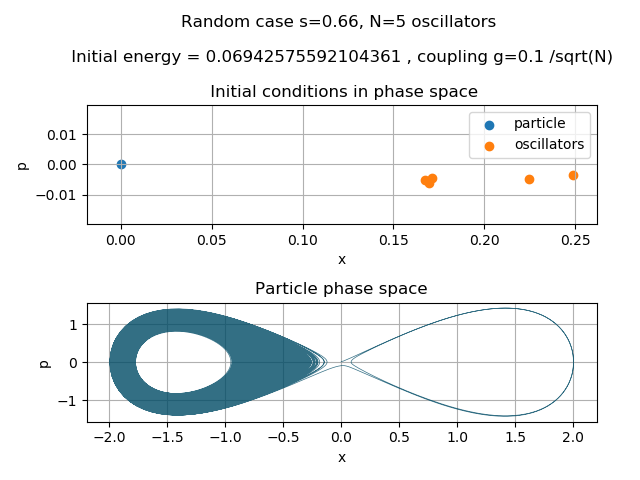 Random case s=0.66, N=5 oscillators
Initial energy = 0.06942575592104361 , coupling g=0.1 /sqrt(N)
Initial conditions in phase space
particle
oscillators
0.01
0.00
−0.01
p
0.00 0.05 0.10 0.15 0.20 0.25
x
Particle phase space
1
0
−1
p
−2.0 −1.5 −1.0 −0.5 0.0 0.5 1.0 1.5 2.0
x